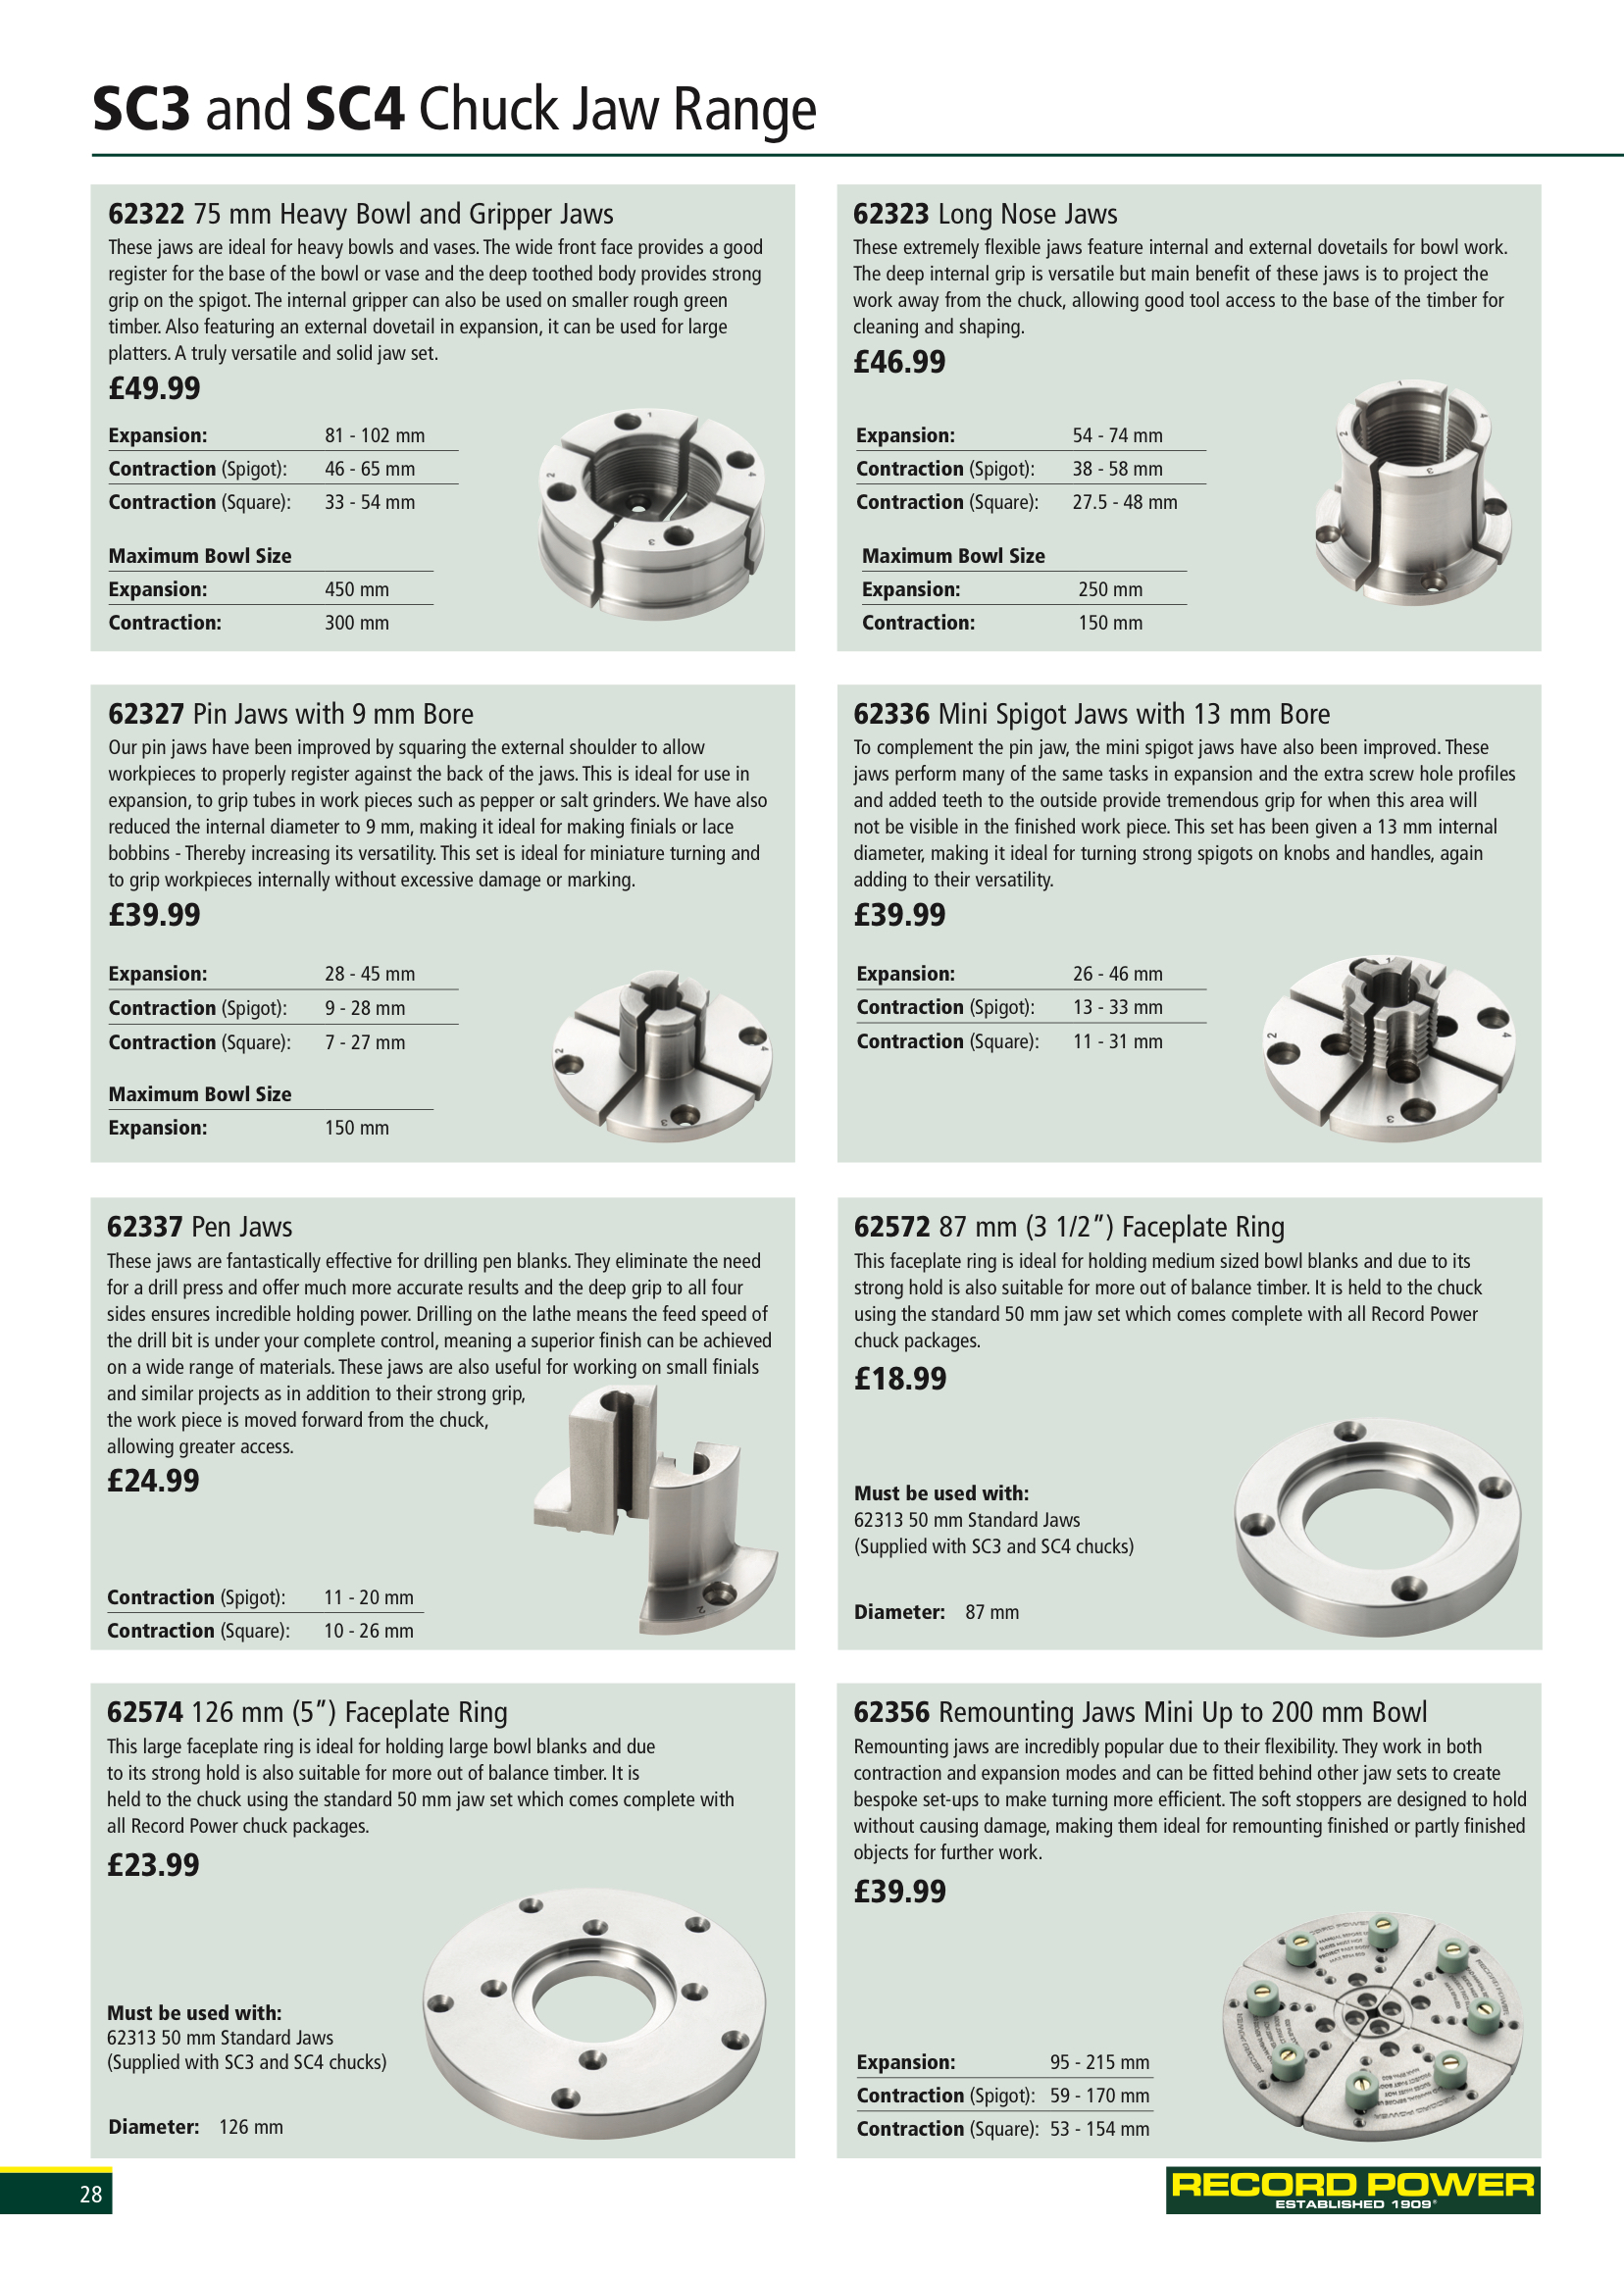 SC3 and SC4 Chuck Jaw Range
62322 75 mm Heavy Bowl and Gripper Jaws
These jaws are ideal for heavy bowls and vases. The wide front face provides a good
register for the base of the bowl or vase and the deep toothed body provides strong
grip on the spigot. The internal gripper can also be used on smaller rough green
timber. Also featuring an external dovetail in expansion, it can be used for large
platters. A truly versatile and solid jaw set.
£49.99
Expansion: 81 - 102 mm
Contraction (Spigot): 46 - 65 mm
Contraction (Square): 33 - 54 mm
Maximum Bowl Size
Expansion: 450 mm
Contraction: 300 mm
62323 Long Nose Jaws
These extremely flexible jaws feature internal and external dovetails for bowl work.
The deep internal grip is versatile but main benefit of these jaws is to project the
work away from the chuck, allowing good tool access to the base of the timber for
cleaning and shaping.
£46.99
Expansion: 54 - 74 mm
Contraction (Spigot): 38 - 58 mm
Contraction (Square): 27.5 - 48 mm
Maximum Bowl Size
Expansion: 250 mm
Contraction: 150 mm
62327 Pin Jaws with 9 mm Bore
Our pin jaws have been improved by squaring the external shoulder to allow
workpieces to properly register against the back of the jaws. This is ideal for use in
expansion, to grip tubes in work pieces such as pepper or salt grinders. We have also
reduced the internal diameter to 9 mm, making it ideal for making finials or lace
bobbins - Thereby increasing its versatility. This set is ideal for miniature turning and
to grip workpieces internally without excessive damage or marking.
£39.99
Expansion: 28 - 45 mm
Contraction (Spigot): 9 - 28 mm
Contraction (Square): 7 - 27 mm
Maximum Bowl Size
Expansion: 150 mm
62336 Mini Spigot Jaws with 13 mm Bore
To complement the pin jaw, the mini spigot jaws have also been improved. These
jaws perform many of the same tasks in expansion and the extra screw hole profiles
and added teeth to the outside provide tremendous grip for when this area will
not be visible in the finished work piece. This set has been given a 13 mm internal
diameter, making it ideal for turning strong spigots on knobs and handles, again
adding to their versatility.
£39.99
Expansion: 26 - 46 mm
Contraction (Spigot): 13 - 33 mm
Contraction (Square): 11 - 31 mm
62337 Pen Jaws
These jaws are fantastically effective for drilling pen blanks. They eliminate the need
for a drill press and offer much more accurate results and the deep grip to all four
sides ensures incredible holding power. Drilling on the lathe means the feed speed of
the drill bit is under your complete control, meaning a superior finish can be achieved
on a wide range of materials. These jaws are also useful for working on small finials
and similar projects as in addition to their strong grip,
the work piece is moved forward from the chuck,
allowing greater access.
£24.99
Contraction (Spigot): 11 - 20 mm
Contraction (Square): 10 - 26 mm
62572 87 mm (3 1/2”) Faceplate Ring
This faceplate ring is ideal for holding medium sized bowl blanks and due to its
strong hold is also suitable for more out of balance timber. It is held to the chuck
using the standard 50 mm jaw set which comes complete with all Record Power
chuck packages.
£18.99
Must be used with:
62313 50 mm Standard Jaws
(Supplied with SC3 and SC4 chucks)
Diameter: 87 mm
62574 126 mm (5”) Faceplate Ring
This large faceplate ring is ideal for holding large bowl blanks and due
to its strong hold is also suitable for more out of balance timber. It is
held to the chuck using the standard 50 mm jaw set which comes complete with
all Record Power chuck packages.
£23.99
Must be used with:
62313 50 mm Standard Jaws
(Supplied with SC3 and SC4 chucks)
Diameter: 126 mm
62356 Remounting Jaws Mini Up to 200 mm Bowl
Remounting jaws are incredibly popular due to their flexibility. They work in both
contraction and expansion modes and can be fitted behind other jaw sets to create
bespoke set-ups to make turning more efficient. The soft stoppers are designed to hold
without causing damage, making them ideal for remounting finished or partly finished
objects for further work.
£39.99
Expansion: 95 - 215 mm
Contraction (Spigot): 59 - 170 mm
Contraction (Square): 53 - 154 mm
28
RECORD POWER
ESTABLISHED 1909®